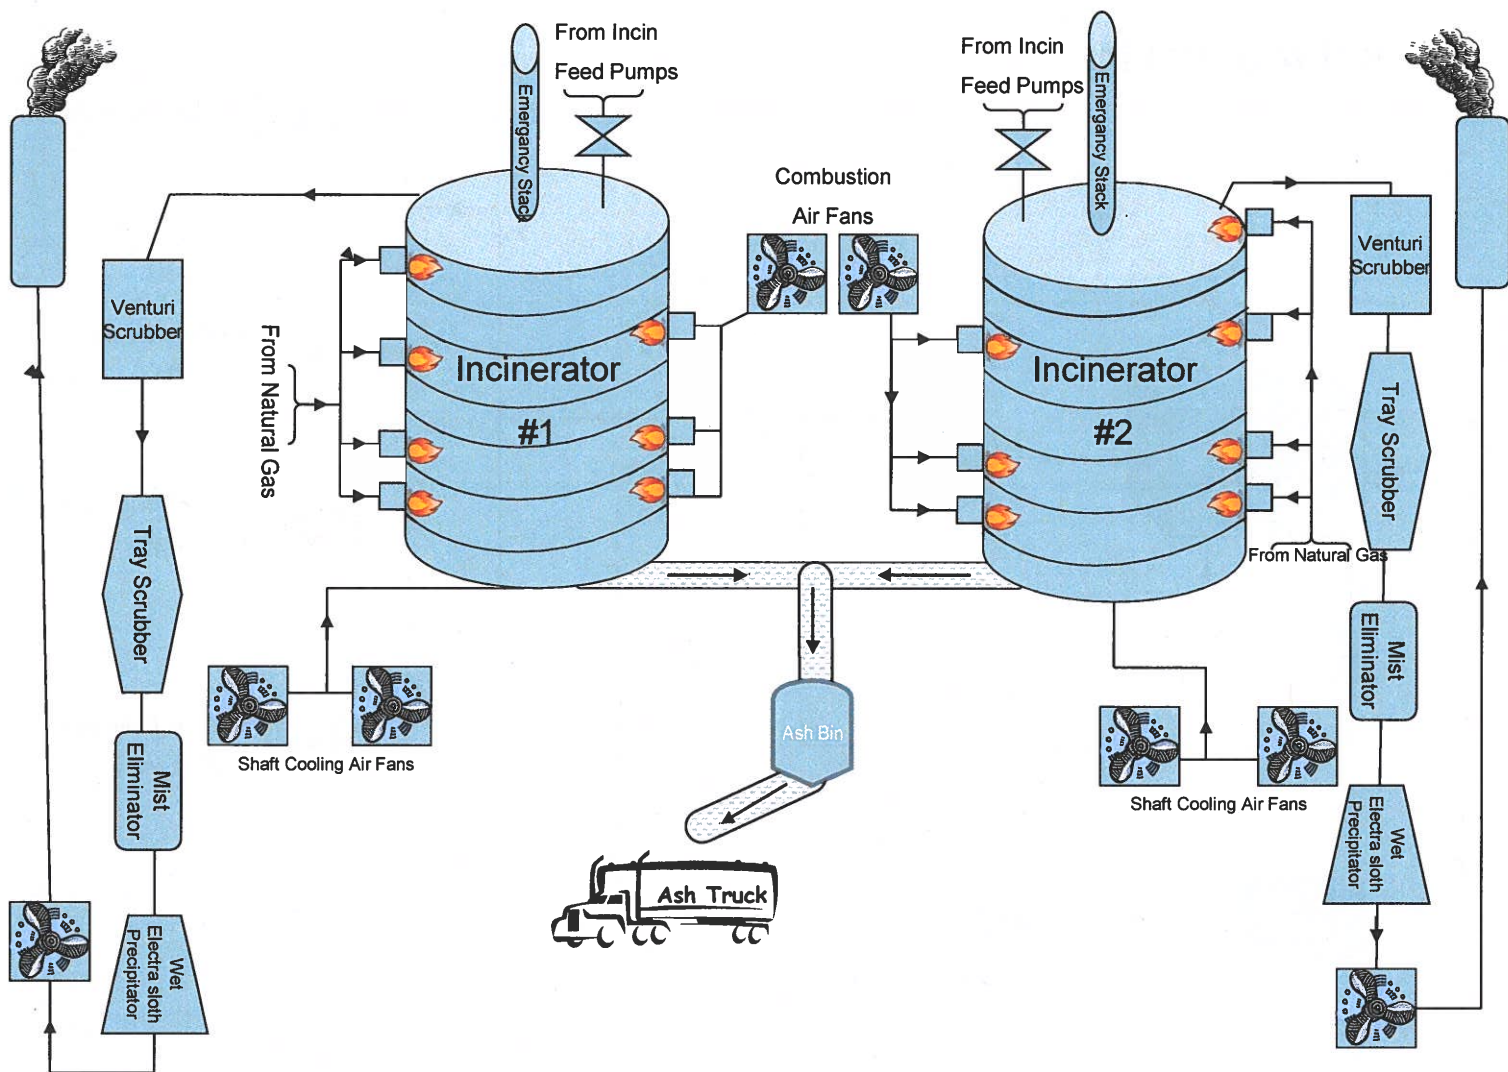 From Incin
Feed Pumps
Emergancy Stack
From Incin
Feed Pumps
Emergancy Stack
Combustion
Air Fans
Venturi
Scrubber
Venturi
Scrubber
From Natural Gas
Incinerator
#1
Incinerator
#2
Tray Scrubber
Tray Scrubber
From Natural Gas
Mist
Eliminator
Mist
Eliminator
Shaft Cooling Air Fans
Ash Bin
Shaft Cooling Air Fans
Wet
Electra sloth
Precipitator
Wet
Electra sloth
Precipitator
Ash Truck